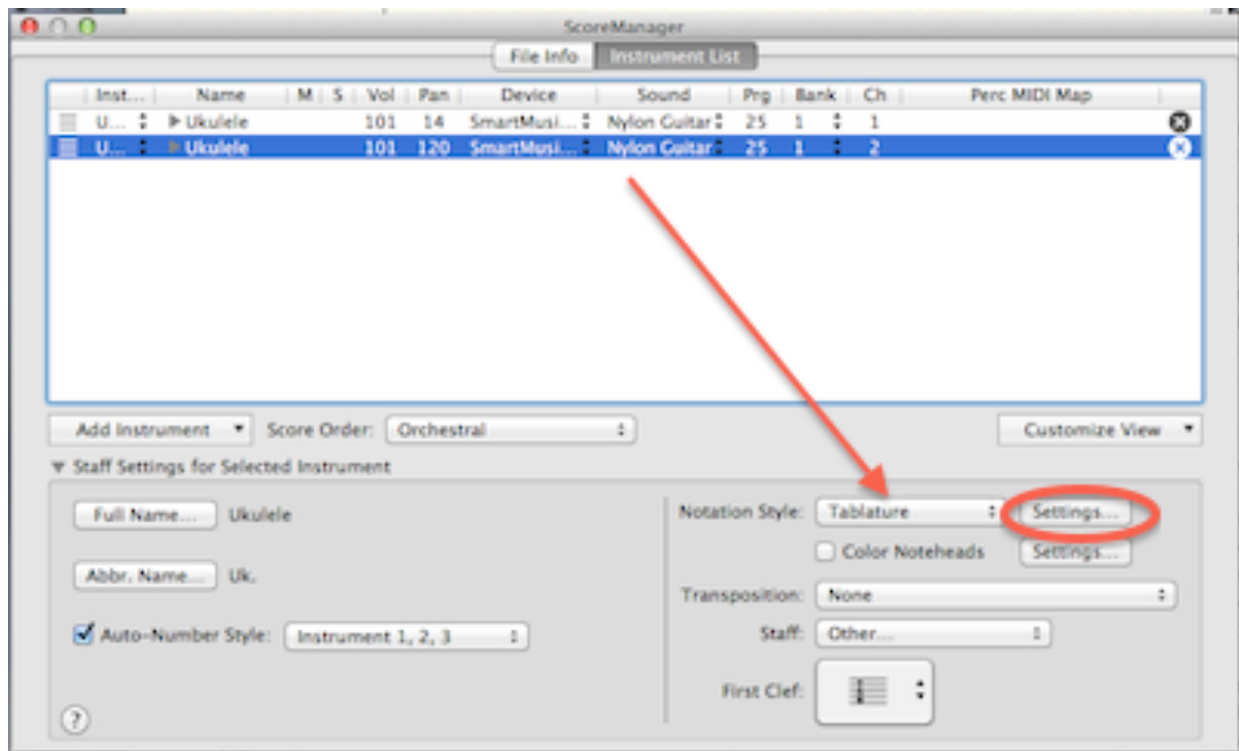 ScoreManager
File Info Instrument List
Inst... Name M S Vol Pan Device Sound Prg Bank Ch Perc MIDI Map
U... Ukulele 101 14 SmartMusi... Nylon Guitar 25 1 1
U... Ukulele 101 120 SmartMusi... Nylon Guitar 25 1 2
Add Instrument Score Order: Orchestral Customize View
Staff Settings for Selected Instrument
Full Name... Ukulele
Notation Style: Tablature Settings...
Color Noteheads Settings...
Abbr. Name... Uk.
Transposition: None
Auto-Number Style: Instrument 1, 2, 3
Staff: Other...
First Clef:
?